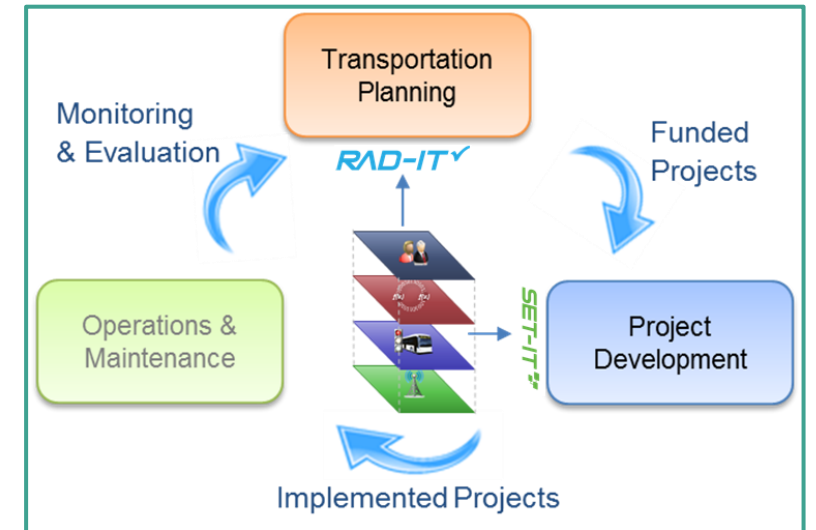 Transportation
Planning
Monitoring
& Evaluation
RAD-IT
Funded
Projects
Operations &
Maintenance
SET-IT
Project
Development
Implemented Projects